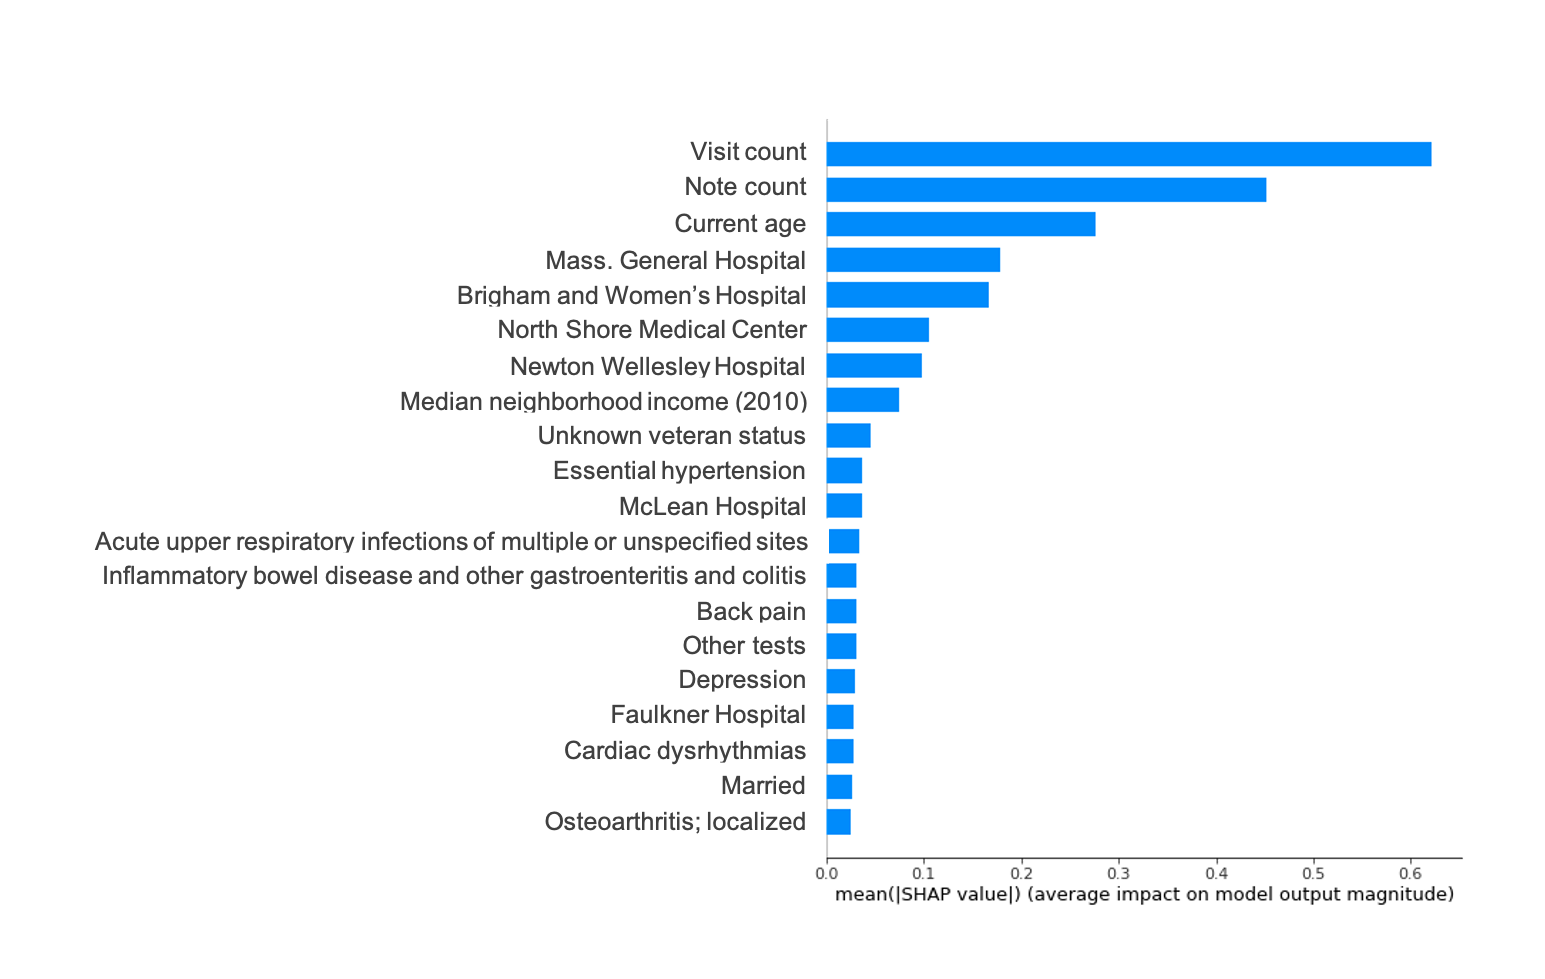 Visit count
Note count
Current age
Mass. General Hospital
Brigham and Women’s Hospital
North Shore Medical Center
Newton Wellesley Hospital
Median neighborhood income (2010)
Unknown veteran status
Essential hypertension
McLean Hospital
Acute upper respiratory infections of multiple or unspecified sites
Inflammatory bowel disease and other gastroenteritis and colitis
Back pain
Other tests
Depression
Faulkner Hospital
Cardiac dysrhythmias
Married
Osteoarthritis; localized
0.0 0.1 0.2 0.3 0.4 0.5 0.6
mean(|SHAP value|) (average impact on model output magnitude)